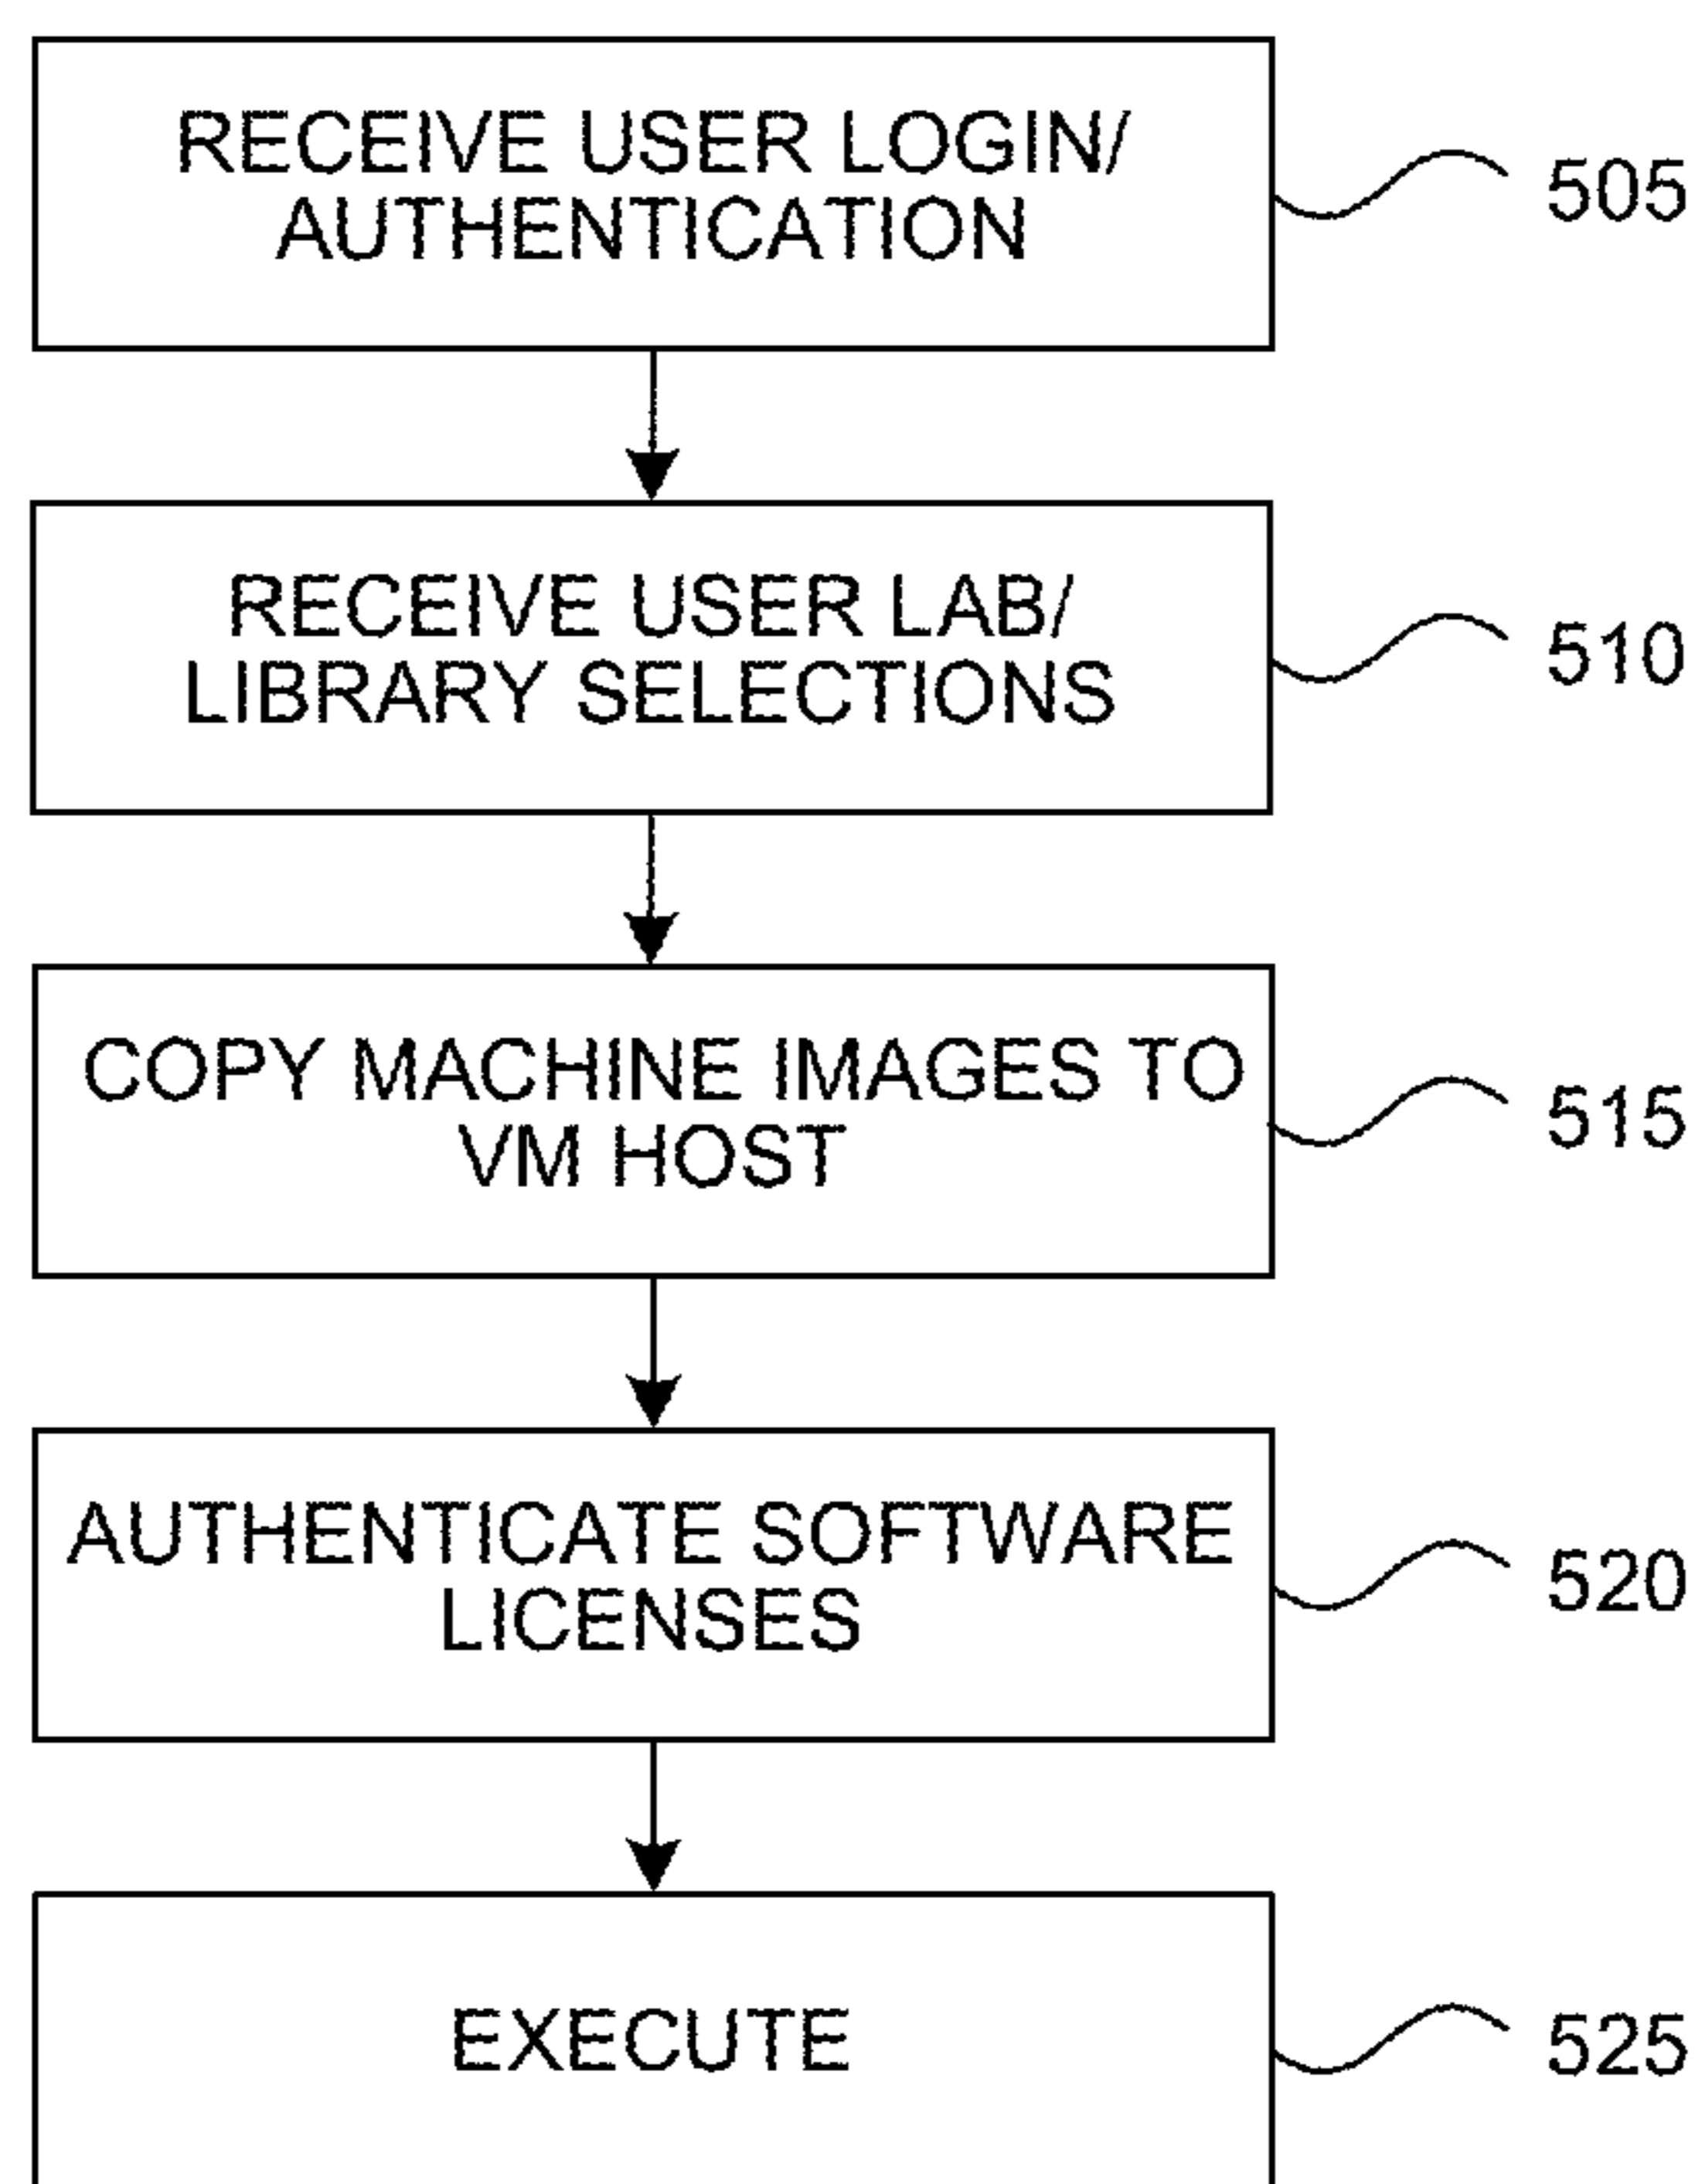 RECEIVE USER LOGIN/
AUTHENTICATION
505
RECEIVE USER LAB/
LIBRARY SELECTIONS
510
COPY MACHINE IMAGES TO
VM HOST
515
AUTHENTICATE SOFTWARE
LICENSES
520
EXECUTE
525